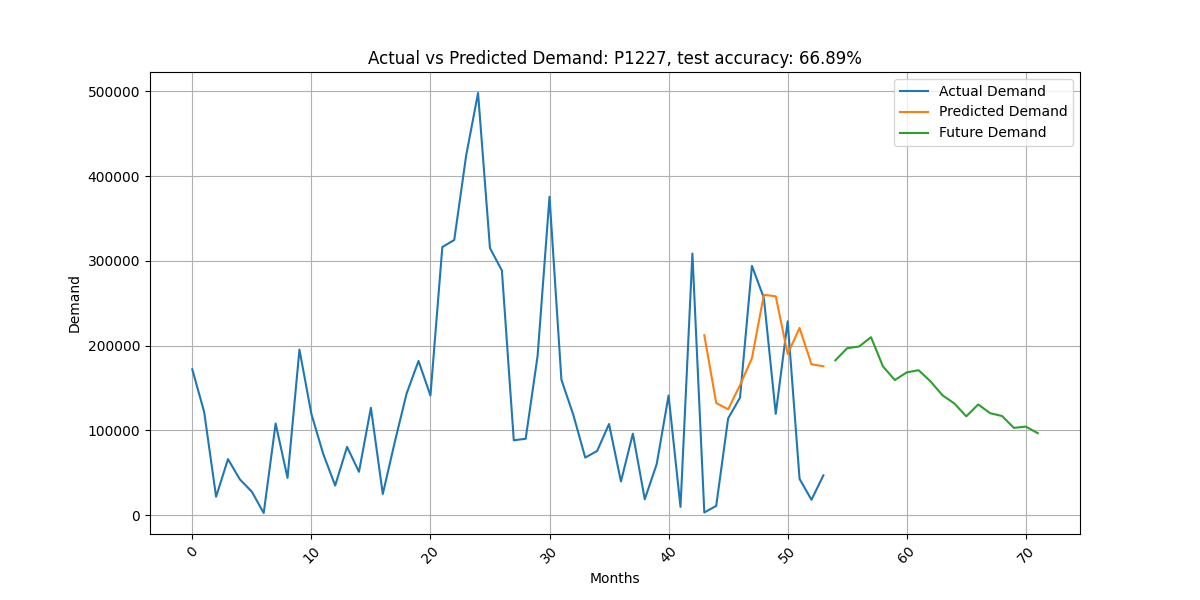 Actual vs Predicted Demand: P1227, test accuracy: 66.89%
Actual Demand
Predicted Demand
Future Demand
500000
400000
300000
200000
100000
0
Demand
0 10 20 30 40 50 60 70
Months